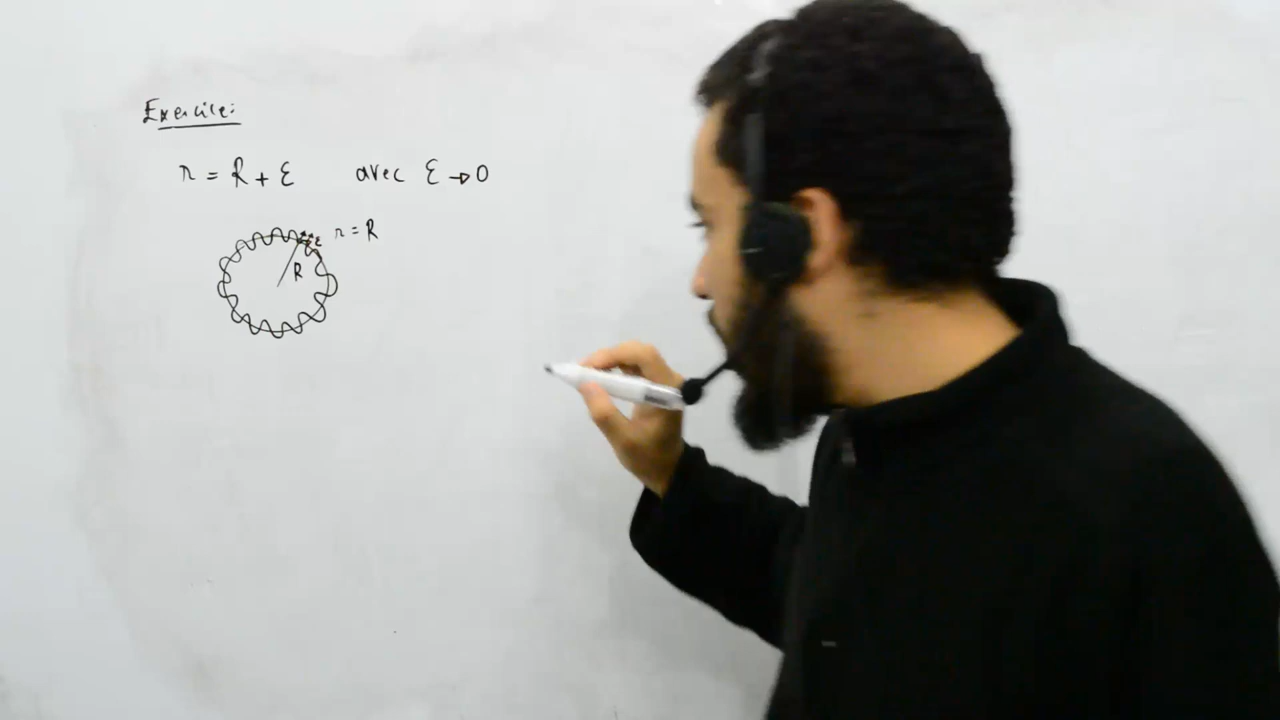 Exercice:
r = R + ε avec ε → 0
r = R
R